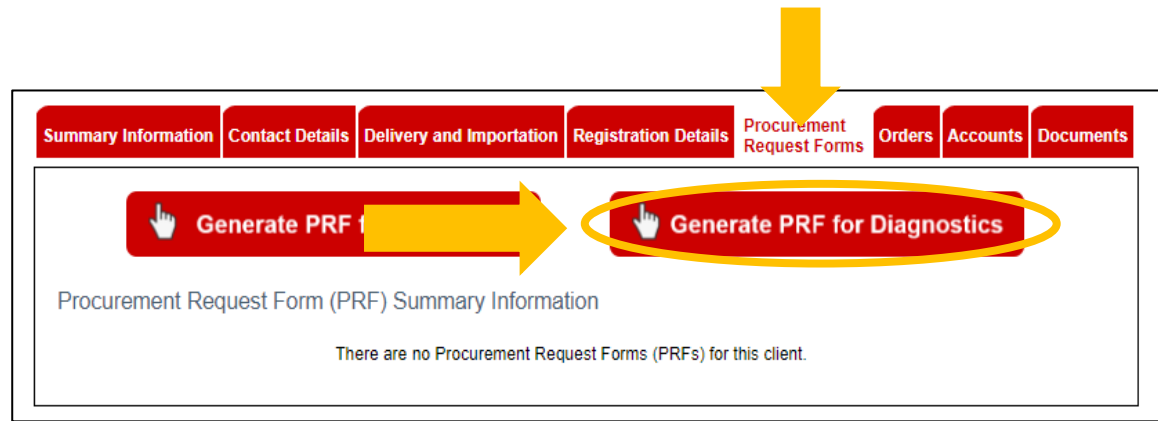 Summary Information Contact Details Delivery and Importation Registration Details Procurement Request Forms Orders Accounts Documents
Generate PRF Generate PRF for Diagnostics
Procurement Request Form (PRF) Summary Information
There are no Procurement Request Forms (PRFs) for this client.